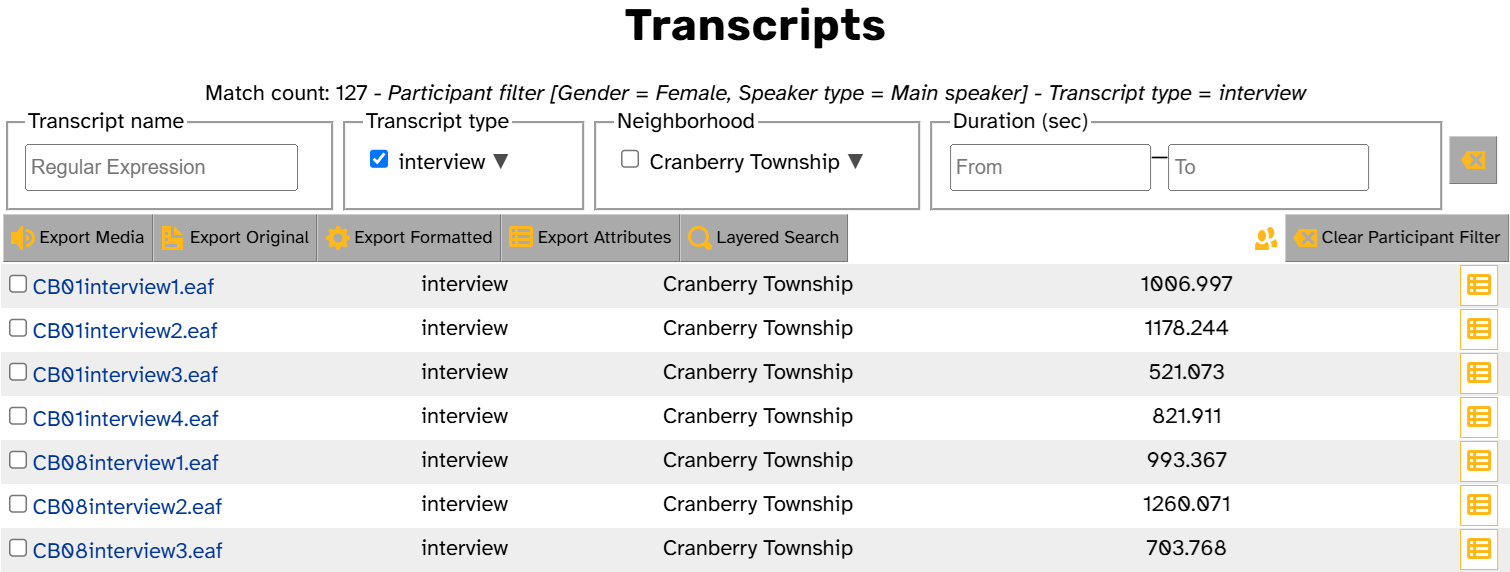 Transcripts
Match count: 127 - Participant filter [Gender = Female, Speaker type = Main speaker] - Transcript type = interview
Transcript name Transcript type Neighborhood Duration (sec)
Regular Expression interview ▼ Cranberry Township ▼ From — To
Export Media Export Original Export Formatted Export Attributes Layered Search Clear Participant Filter
CB01interview1.eaf interview Cranberry Township 1006.997
CB01interview2.eaf interview Cranberry Township 1178.244
CB01interview3.eaf interview Cranberry Township 521.073
CB01interview4.eaf interview Cranberry Township 821.911
CB08interview1.eaf interview Cranberry Township 993.367
CB08interview2.eaf interview Cranberry Township 1260.071
CB08interview3.eaf interview Cranberry Township 703.768